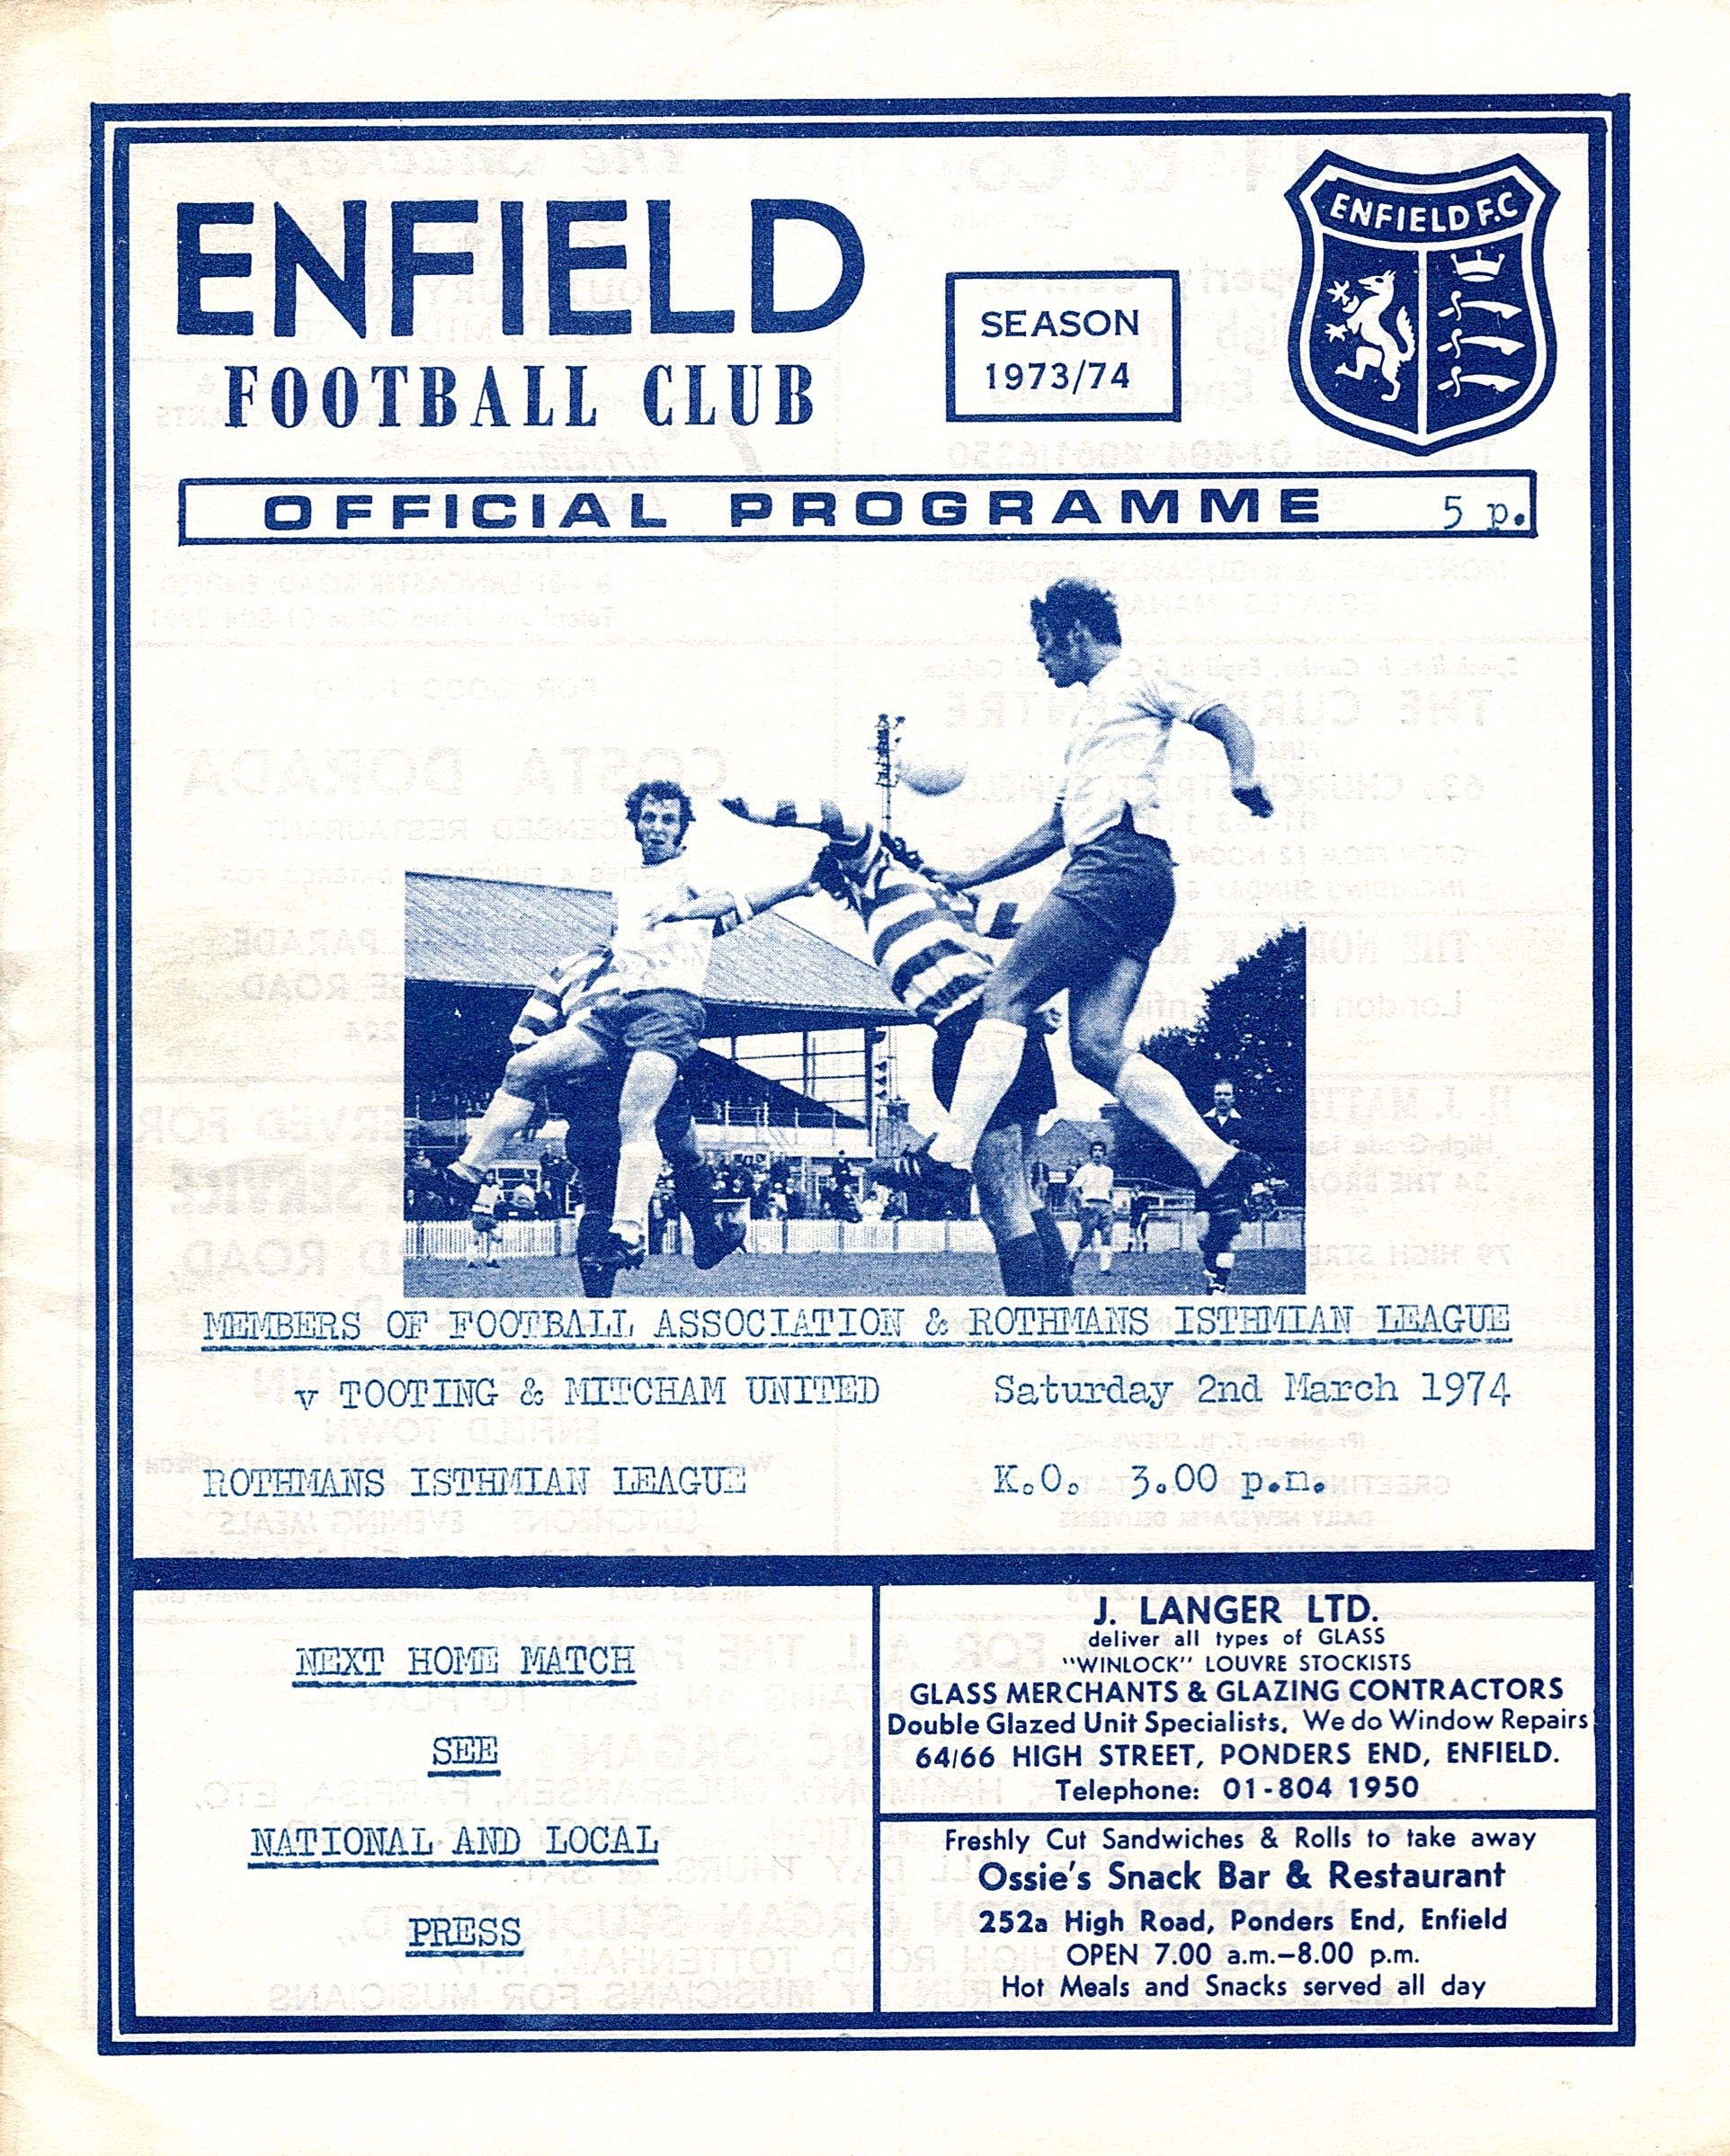 ENFIELD
FOOTBALL CLUB
SEASON
1973/74
ENFIELD F.C
OFFICIAL PROGRAMME 5 p.
MEMBERS OF FOOTBALL ASSOCIATION & ROTHMANS ISTHMIAN LEAGUE
v TOOTING & MITCHAM UNITED Saturday 2nd March 1974
ROTHMANS ISTHMIAN LEAGUE K.O. 3.00 p.n.
NEXT HOME MATCH
SEE
NATIONAL AND LOCAL
PRESS
J. LANGER LTD.
deliver all types of GLASS
"WINLOCK" LOUVRE STOCKISTS
GLASS MERCHANTS & GLAZING CONTRACTORS
Double Glazed Unit Specialists. We do Window Repairs
64/66 HIGH STREET, PONDERS END, ENFIELD.
Telephone: 01-804 1950
Freshly Cut Sandwiches & Rolls to take away
Ossie's Snack Bar & Restaurant
252a High Road, Ponders End, Enfield
OPEN 7.00 a.m.–8.00 p.m.
Hot Meals and Snacks served all day